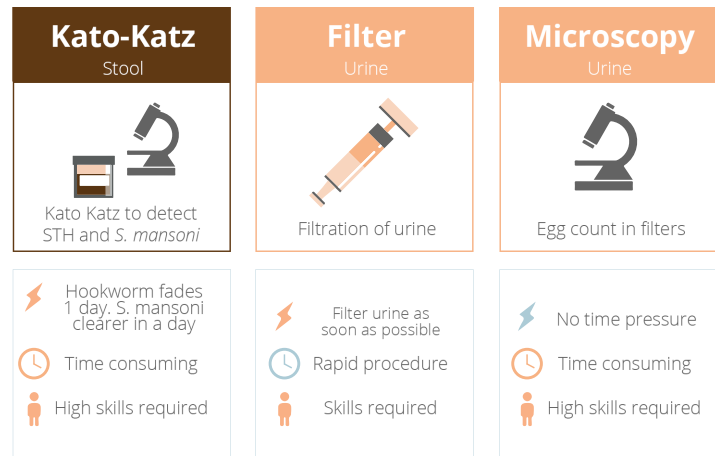 Kato-Katz
Stool
Kato Katz to detect
STH and S. mansoni
Hookworm fades
1 day. S. mansoni
clearer in a day
Time consuming
High skills required
Filter
Urine
Filtration of urine
Filter urine as
soon as possible
Rapid procedure
Skills required
Microscopy
Urine
Egg count in filters
No time pressure
Time consuming
High skills required